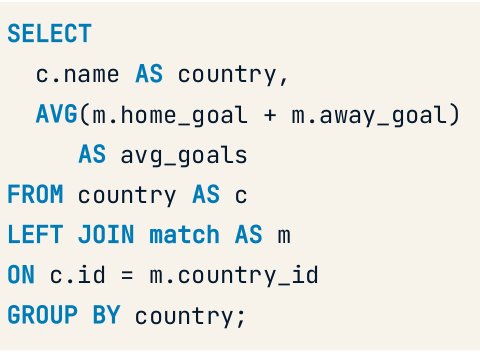 SELECT
  c.name AS country,
  AVG(m.home_goal + m.away_goal)
     AS avg_goals
FROM country AS c
LEFT JOIN match AS m
ON c.id = m.country_id
GROUP BY country;